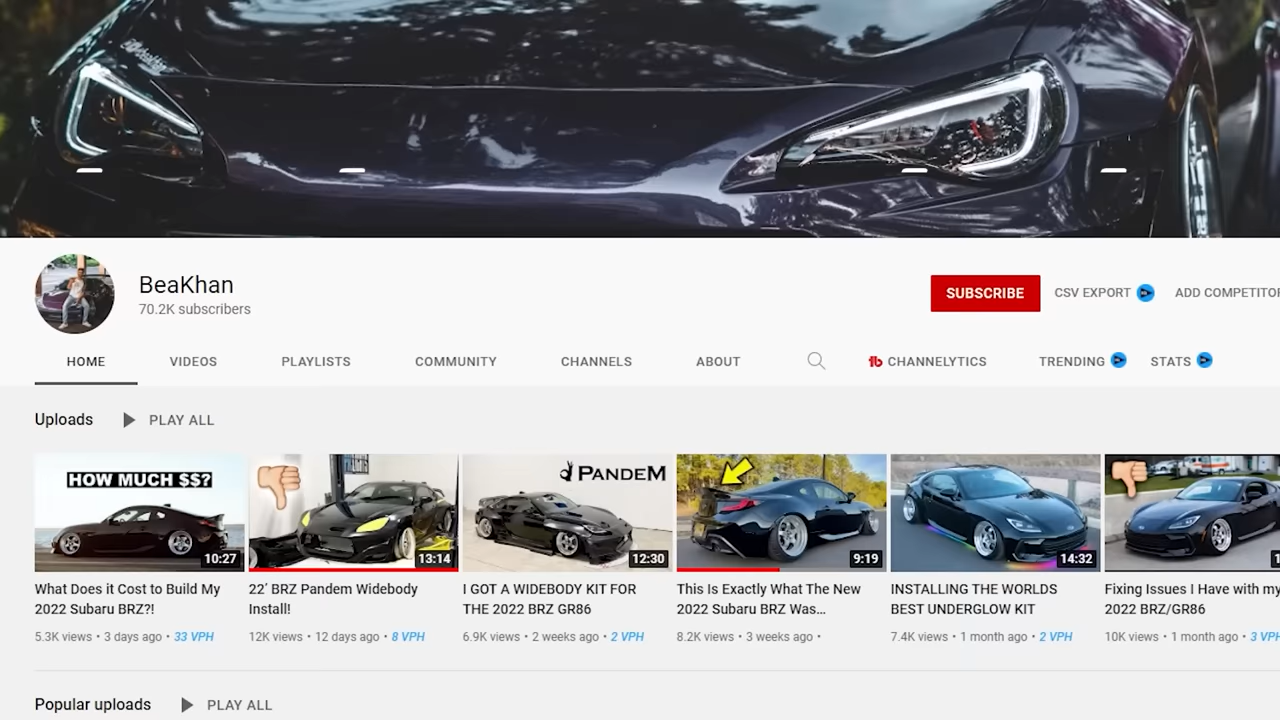 BeaKhan
70.2K subscribers
SUBSCRIBE
CSV EXPORT
ADD COMPETITOR
HOME
VIDEOS
PLAYLISTS
COMMUNITY
CHANNELS
ABOUT
CHANNELYTICS
TRENDING
STATS
Uploads
PLAY ALL
HOW MUCH $$?
10:27
13:14
PANDEM
12:30
9:19
14:32
What Does it Cost to Build My
2022 Subaru BRZ?!
5.3K views • 3 days ago • 33 VPH
22' BRZ Pandem Widebody
Install!
12K views • 12 days ago • 8 VPH
I GOT A WIDEBODY KIT FOR
THE 2022 BRZ GR86
6.9K views • 2 weeks ago • 2 VPH
This Is Exactly What The New
2022 Subaru BRZ Was...
8.2K views • 3 weeks ago •
INSTALLING THE WORLDS
BEST UNDERGLOW KIT
7.4K views • 1 month ago • 2 VPH
Fixing Issues I Have with my
2022 BRZ/GR86
10K views • 1 month ago • 3 VPH
Popular uploads
PLAY ALL